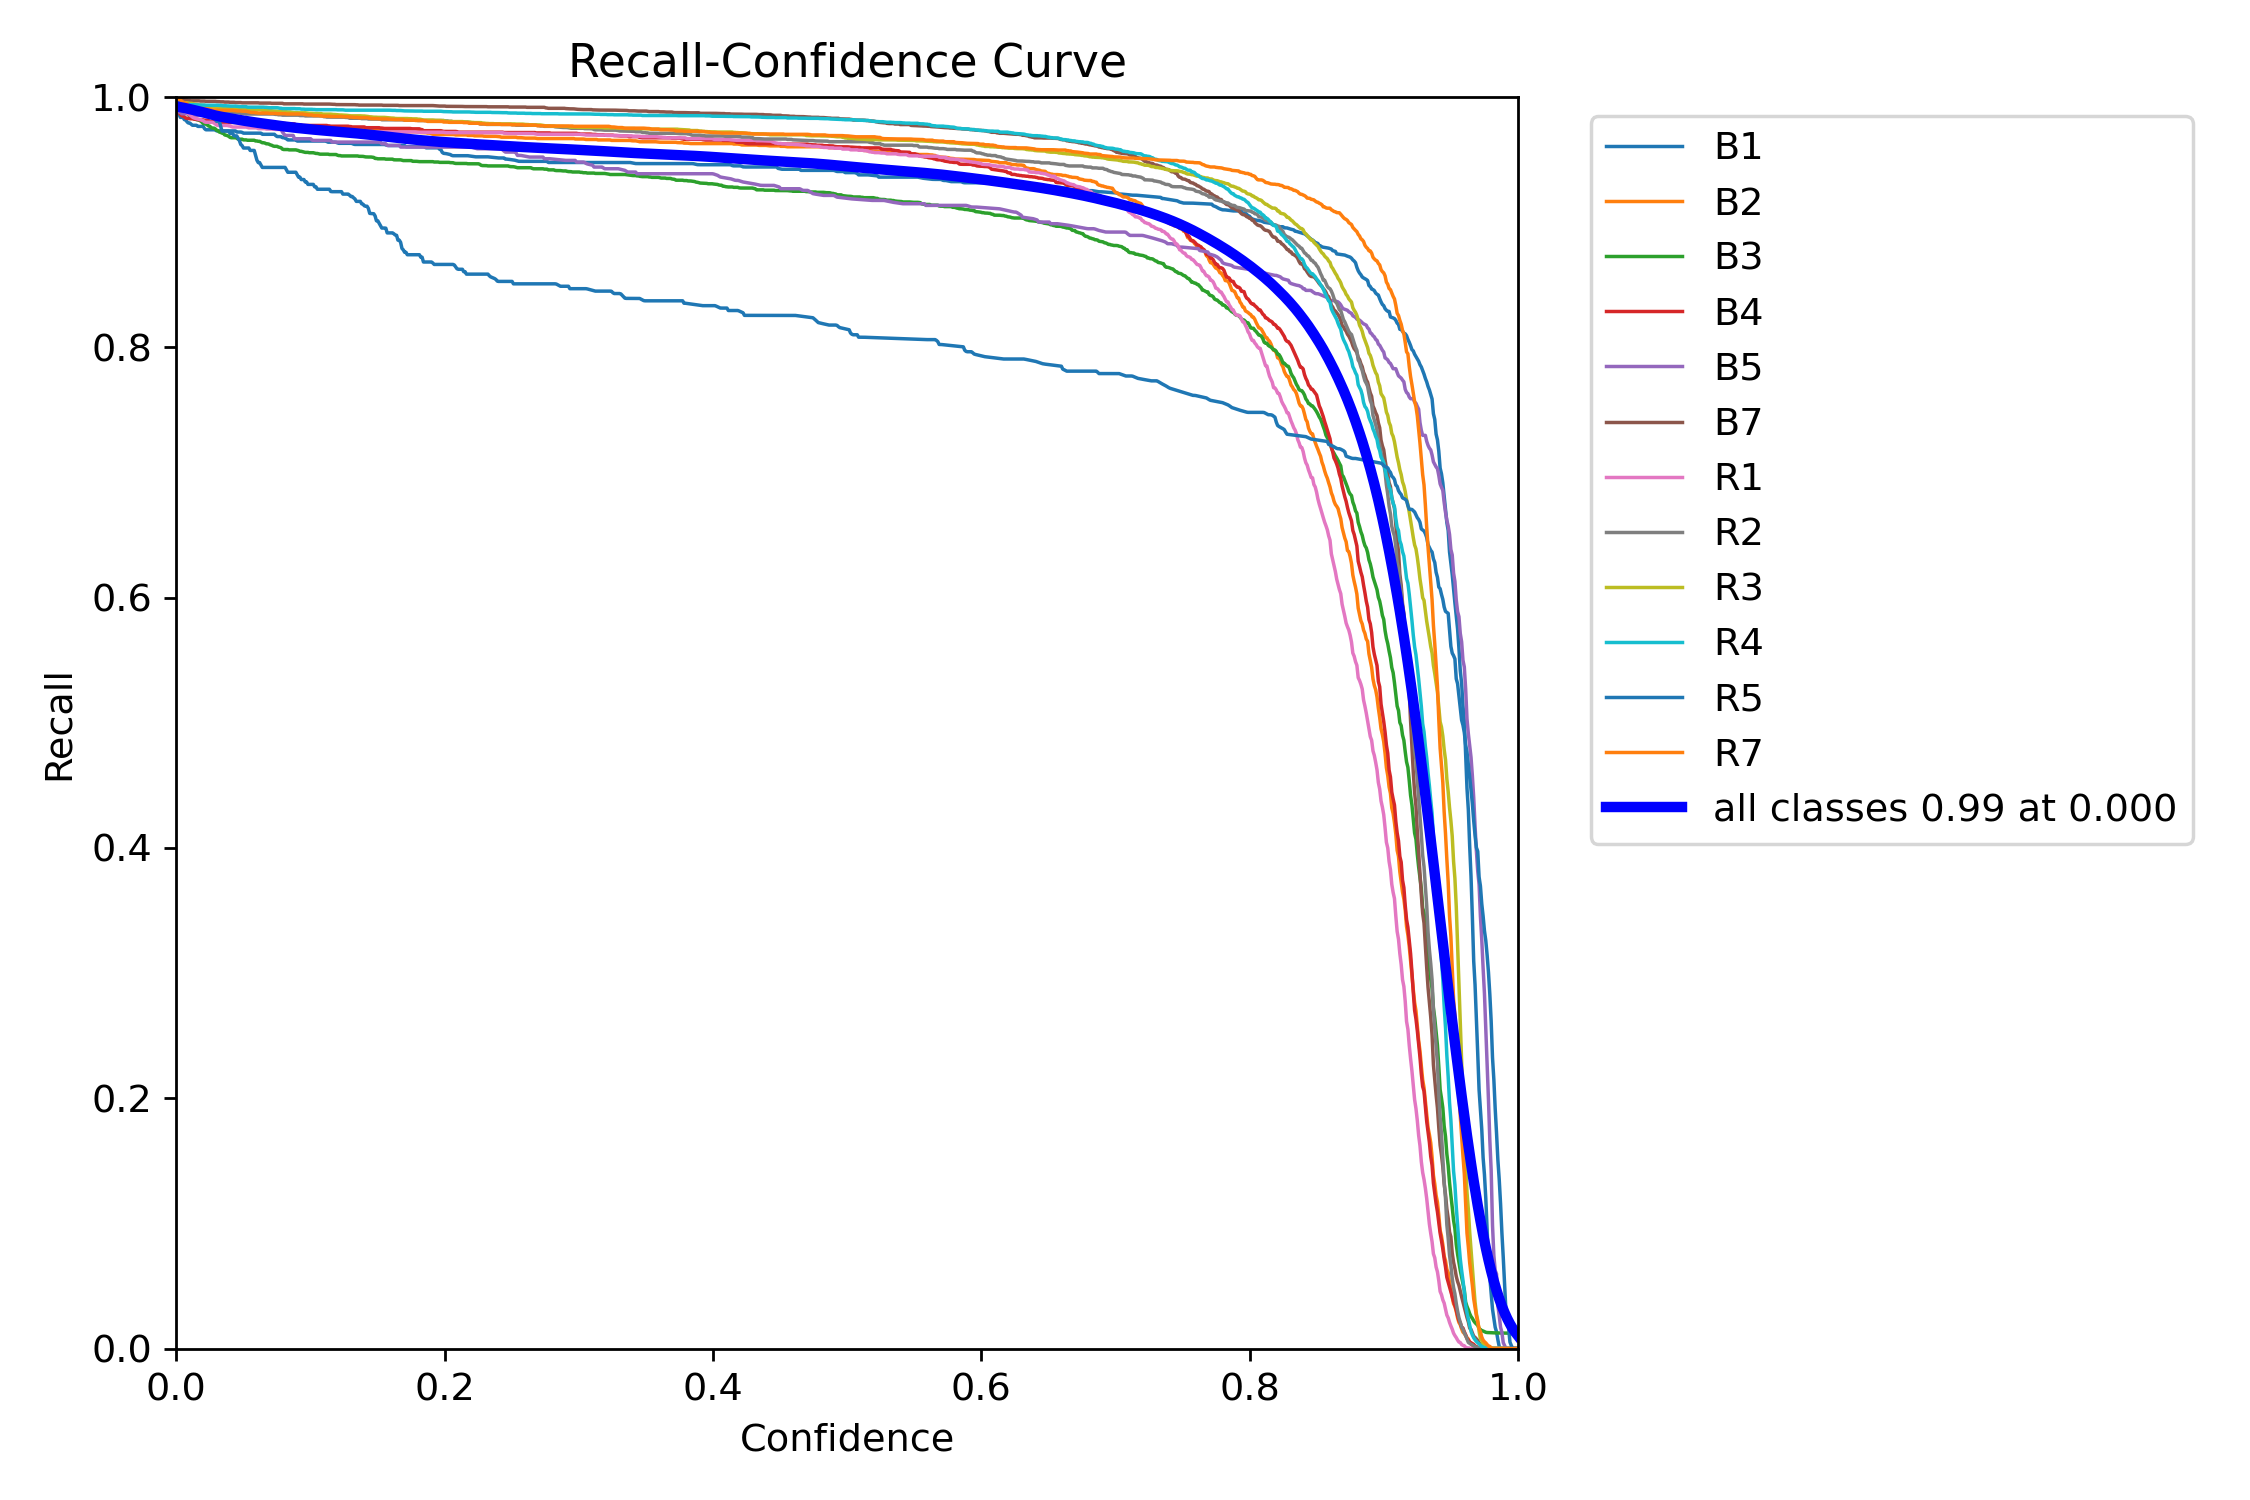 Recall-Confidence Curve
1.0
0.8
0.6
0.4
0.2
0.0
Recall
0.0 0.2 0.4 0.6 0.8 1.0
Confidence
B1
B2
B3
B4
B5
B7
R1
R2
R3
R4
R5
R7
all classes 0.99 at 0.000